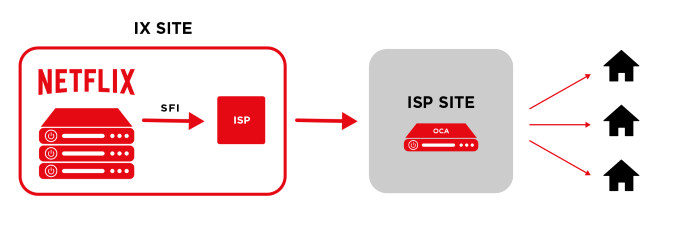 IX SITE
NETFLIX
SFI
ISP
ISP SITE
OCA